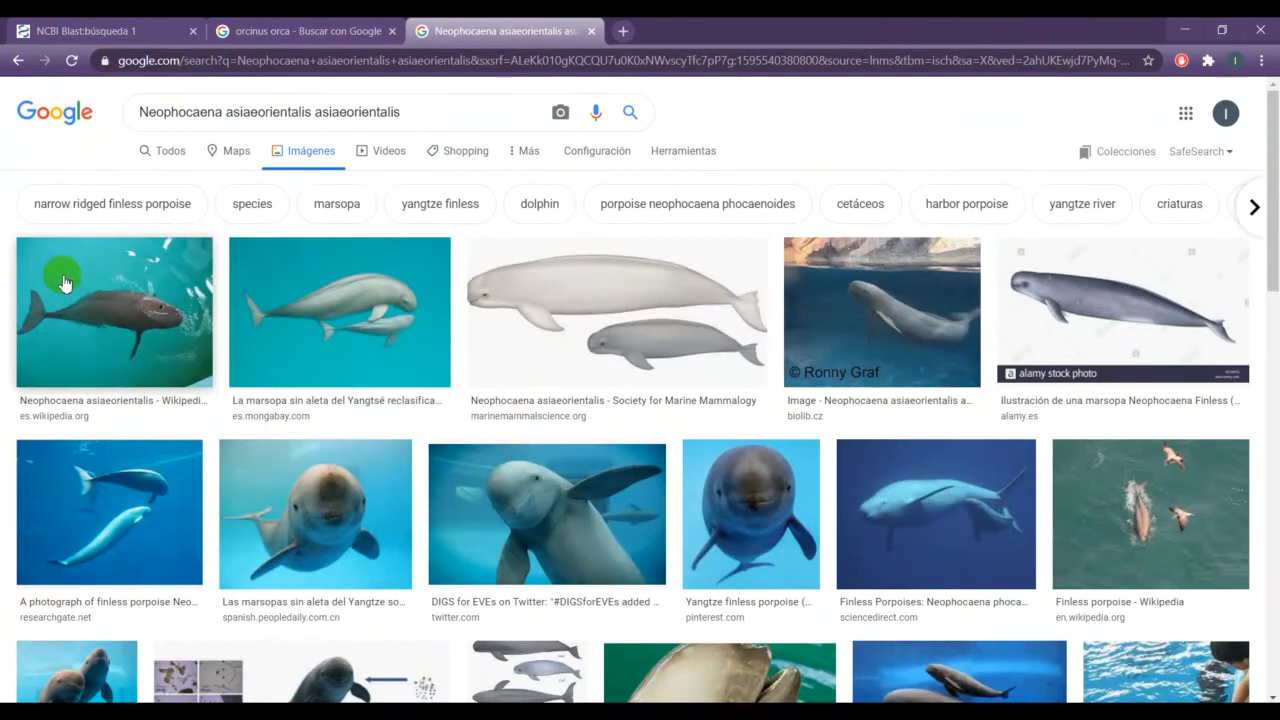 NCBI Blast:búsqueda 1
orcinus orca - Buscar con Google
Neophocaena asiaeorientalis asi
google.com/search?q=Neophocaena+asiaeorientalis+asiaeorientalis&sxsrf=ALeKk010gKQCQU7u0K0xNWvscyTfc7pP7g:1595540380800&source=lnms&tbm=isch&sa=X&ved=2ahUKEwjd7PyMq-...
I
Google
Neophocaena asiaeorientalis asiaeorientalis
I
Todos
Maps
Imágenes
Videos
Shopping
Más
Configuración
Herramientas
Colecciones
SafeSearch
narrow ridged finless porpoise
species
marsopa
yangtze finless
dolphin
porpoise neophocaena phocaenoides
cetáceos
harbor porpoise
yangtze river
criaturas
© Ronny Graf
a alamy stock photo
Neophocaena asiaeorientalis - Wikipedi...
es.wikipedia.org
La marsopa sin aleta del Yangtsé reclasifica...
es.mongabay.com
Neophocaena asiaeorientalis - Society for Marine Mammalogy
marinemammalscience.org
Image - Neophocaena asiaeorientalis a...
biolib.cz
Ilustración de una marsopa Neophocaena Finless (...
alamy.es
A photograph of finless porpoise Neo...
researchgate.net
Las marsopas sin aleta del Yangtze so...
spanish.peopledaily.com.cn
DIGS for EVEs on Twitter: "#DIGSforEVEs added ...
twitter.com
Yangtze finless porpoise (...
pinterest.com
Finless Porpoises: Neophocaena phoca...
sciencedirect.com
Finless porpoise - Wikipedia
en.wikipedia.org